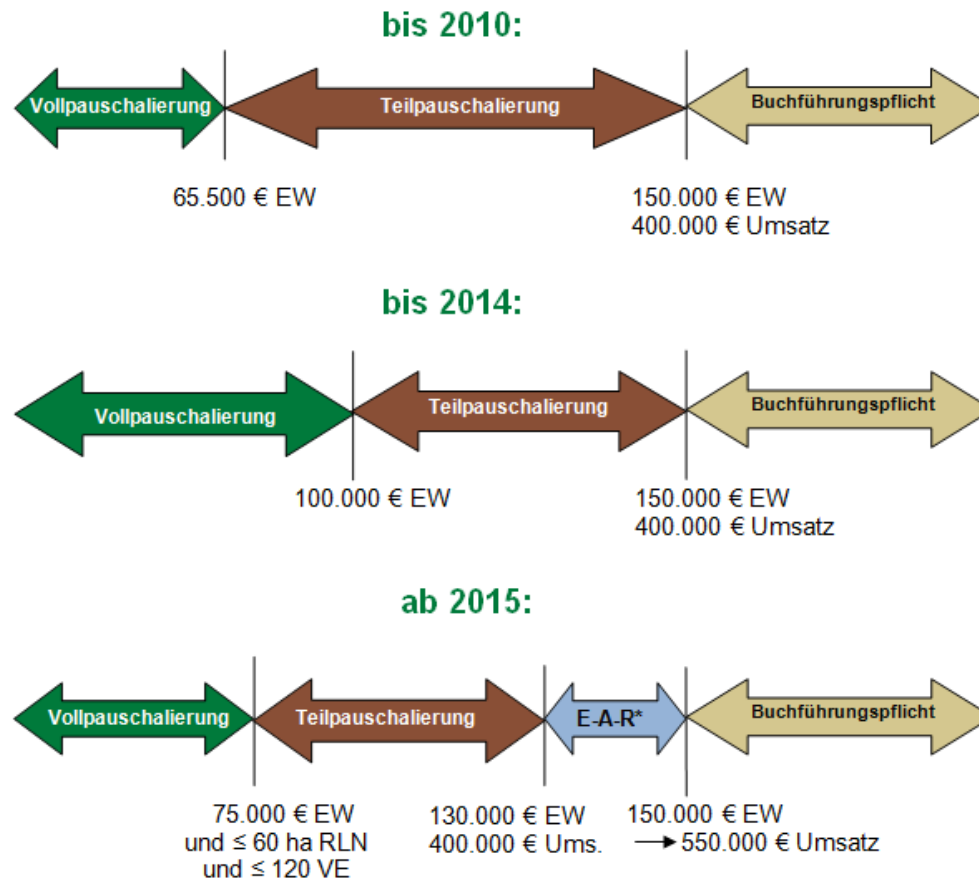 bis 2010:
Vollpauschalierung
Teilpauschalierung
Buchführungspflicht
65.500 € EW
150.000 € EW
400.000 € Umsatz
bis 2014:
Vollpauschalierung
Teilpauschalierung
Buchführungspflicht
100.000 € EW
150.000 € EW
400.000 € Umsatz
ab 2015:
Vollpauschalierung
Teilpauschalierung
E-A-R*
Buchführungspflicht
75.000 € EW
und ≤ 60 ha RLN
und ≤ 120 VE
130.000 € EW
400.000 € Ums.
150.000 € EW
550.000 € Umsatz